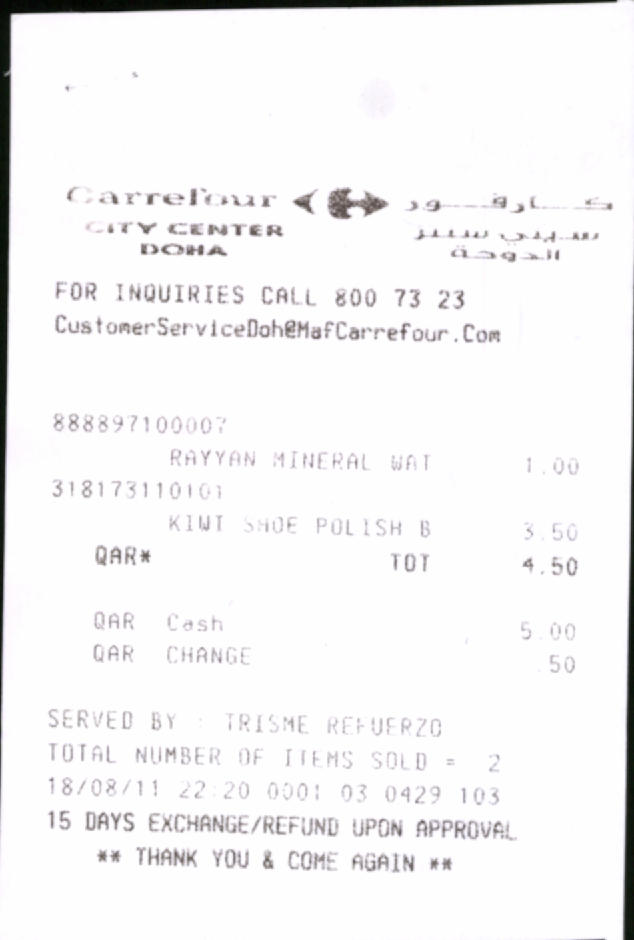 Carrefour كارفور
CITY CENTER سيتي سنتر
DOHA الدوحة
FOR INQUIRIES CALL 800 73 23
CustomerServiceDoh@MafCarrefour.Com
888897100007
RAYYAN MINERAL WAT 1.00
318173110101
KIWI SHOE POLISH B 3.50
QAR* TOT 4.50
QAR Cash 5.00
QAR CHANGE .50
SERVED BY : TRISME REFUERZO
TOTAL NUMBER OF ITEMS SOLD = 2
18/08/11 22:20 0001 03 0429 103
15 DAYS EXCHANGE/REFUND UPON APPROVAL
** THANK YOU & COME AGAIN **